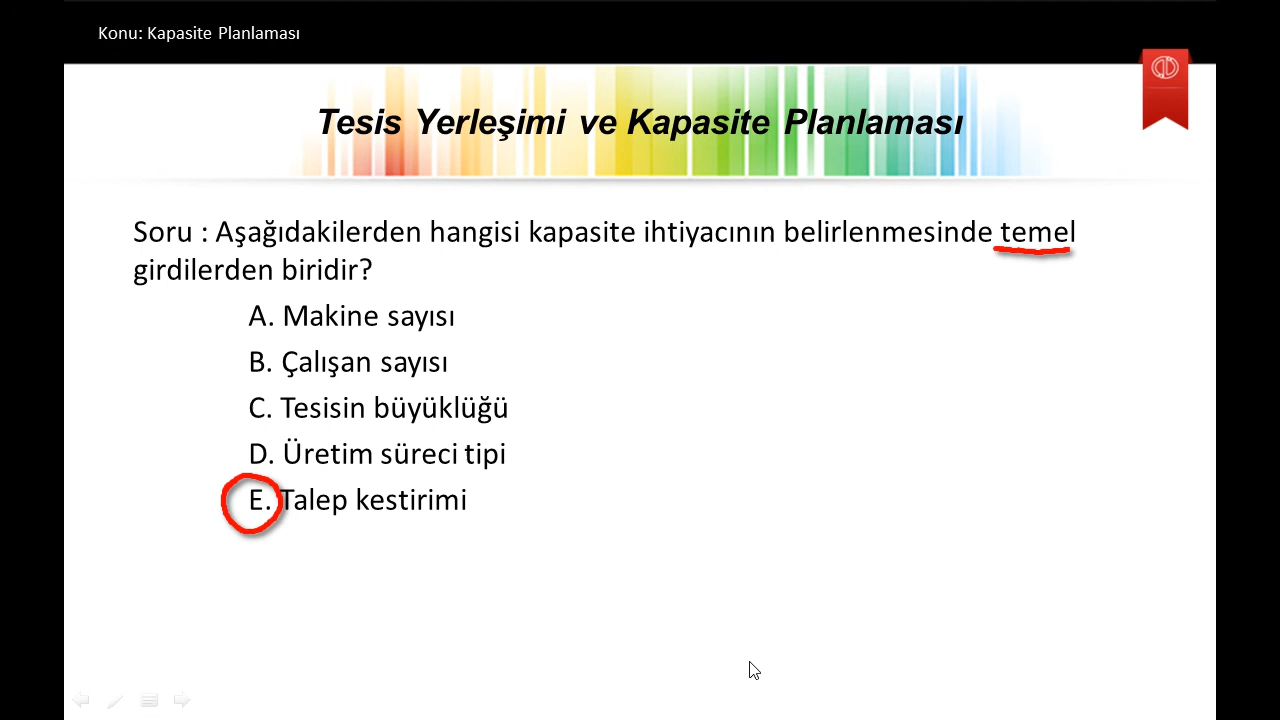 Konu: Kapasite Planlaması
Tesis Yerleşimi ve Kapasite Planlaması
Soru : Aşağıdakilerden hangisi kapasite ihtiyacının belirlenmesinde temel
girdilerden biridir?
A. Makine sayısı
B. Çalışan sayısı
C. Tesisin büyüklüğü
D. Üretim süreci tipi
E. Talep kestirimi